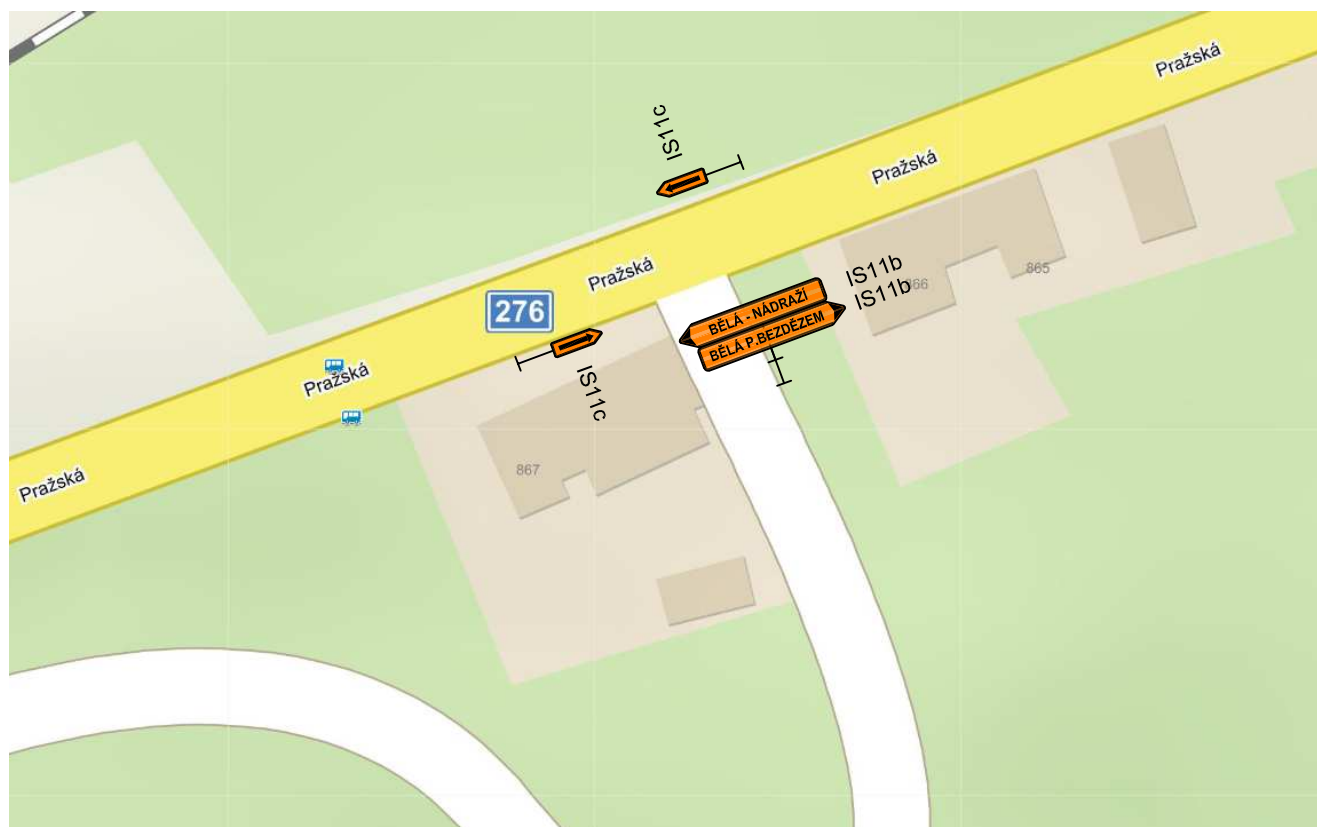 Pražská
IS11c
Pražská
Pražská
276
IS11b
866
865
IS11b
BĚLÁ - NÁDRAŽÍ
BĚLÁ P.BEZDĚZEM
Pražská
IS11c
867
Pražská